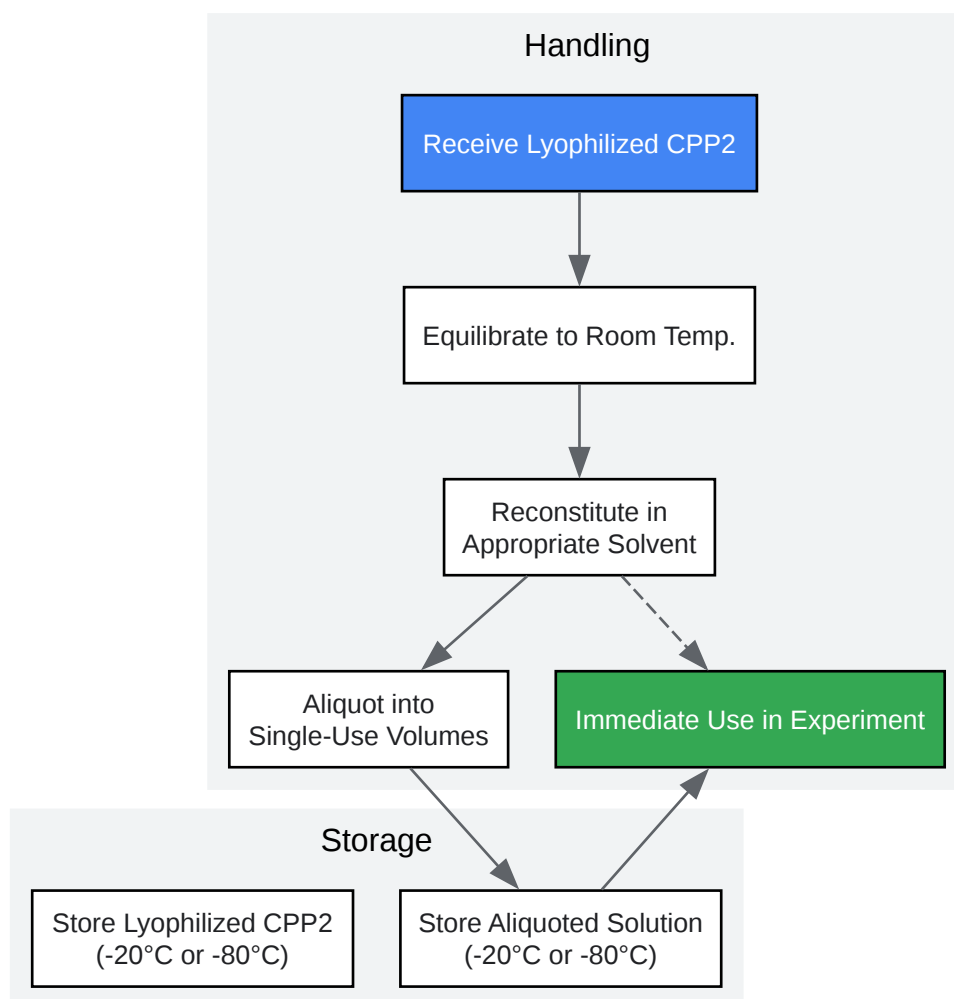 Handling
Receive Lyophilized CPP2
Equilibrate to Room Temp.
Reconstitute in
Appropriate Solvent
Aliquot into
Single-Use Volumes
Immediate Use in Experiment
Storage
Store Lyophilized CPP2
(-20°C or -80°C)
Store Aliquoted Solution
(-20°C or -80°C)